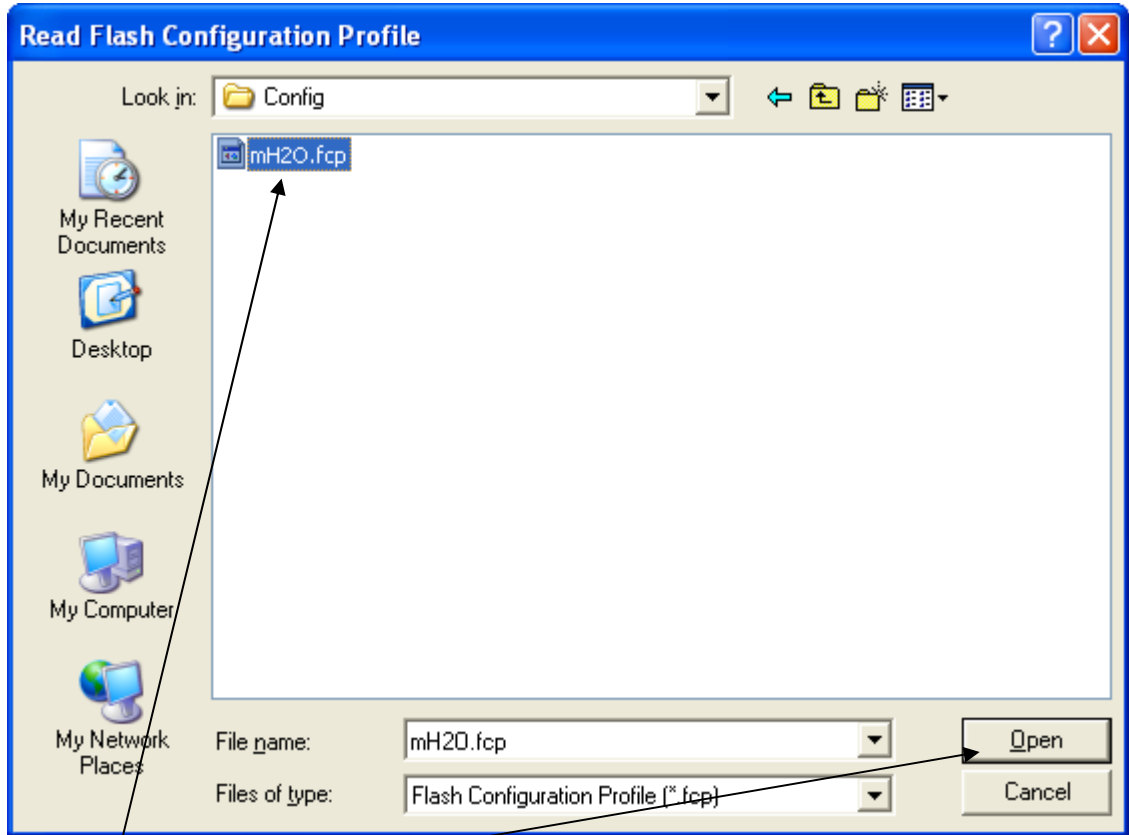 Read Flash Configuration Profile
Look in:
Config
mH2O.fcp
My Recent
Documents
Desktop
My Documents
My Computer
My Network
Places
File name:
mH2O.fcp
Open
Files of type:
Flash Configuration Profile (*.fcp)
Cancel